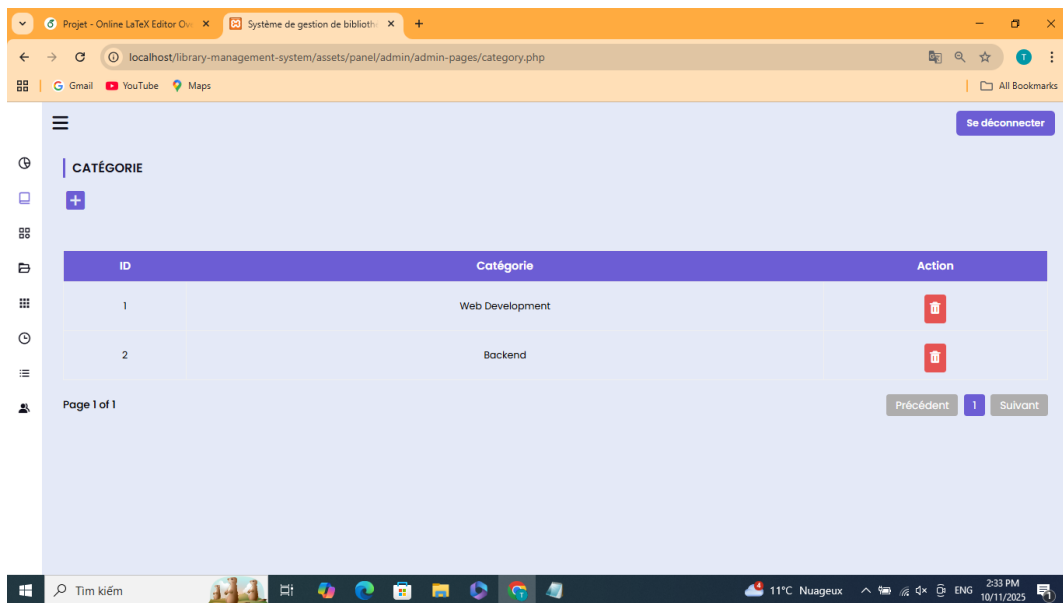 Projet - Online LaTeX Editor Ov
Système de gestion de biblioth
localhost/library-management-system/assets/panel/admin/admin-pages/category.php
T
Gmail YouTube Maps All Bookmarks
Se déconnecter
CATÉGORIE
ID Catégorie Action
1 Web Development
2 Backend
Page 1 of 1 Précédent 1 Suivant
Tìm kiếm
11°C Nuageux ENG 2:33 PM
10/11/2025